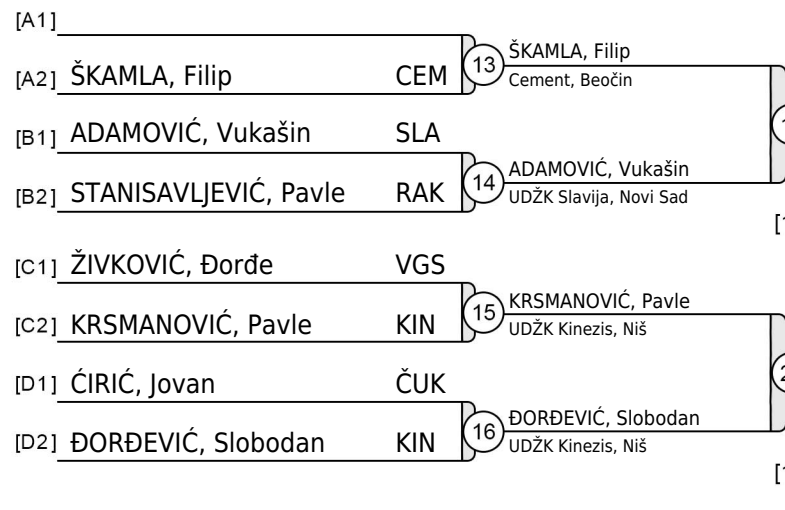 [A1]
[A2] ŠKAMLA, Filip CEM
13 ŠKAMLA, Filip
Cement, Beočin
[B1] ADAMOVIĆ, Vukašin SLA
[B2] STANISAVLJEVIĆ, Pavle RAK
14 ADAMOVIĆ, Vukašin
UDŽK Slavija, Novi Sad
[C1] ŽIVKOVIĆ, Đorđe VGS
[C2] KRSMANOVIĆ, Pavle KIN
15 KRSMANOVIĆ, Pavle
UDŽK Kinezis, Niš
[D1] ĆIRIĆ, Jovan ČUK
[D2] ĐORĐEVIĆ, Slobodan KIN
16 ĐORĐEVIĆ, Slobodan
UDŽK Kinezis, Niš